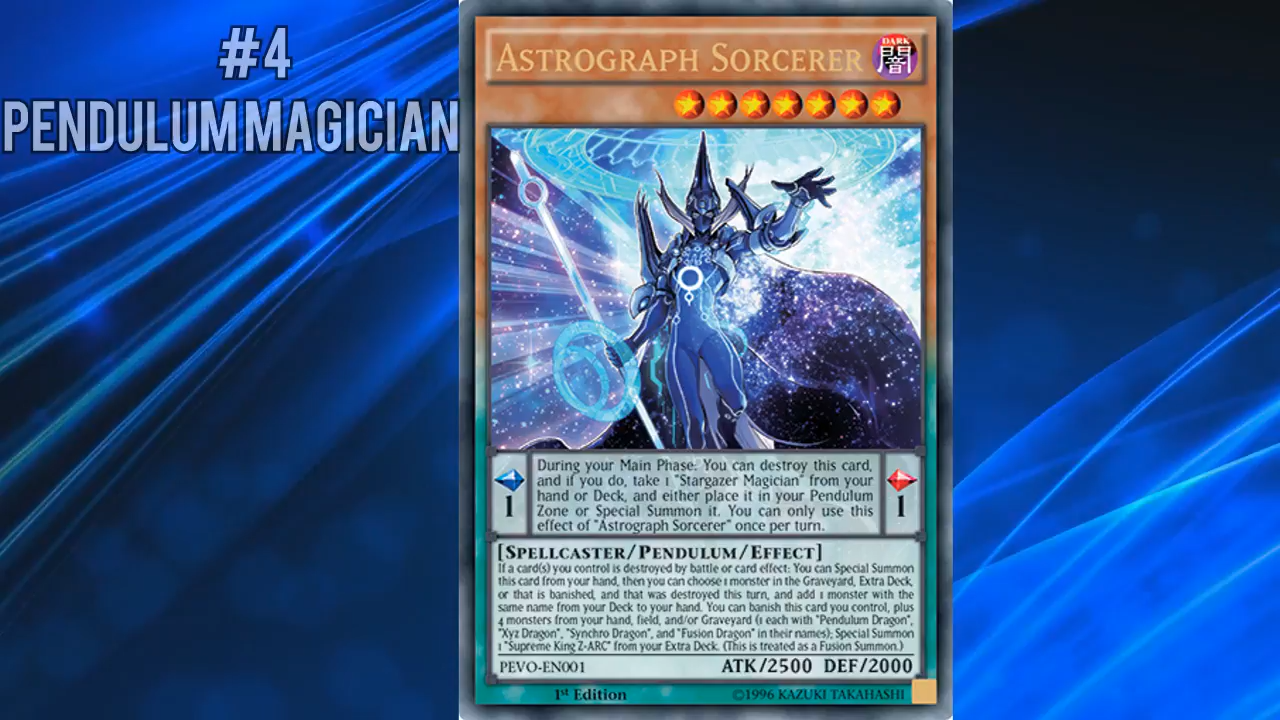 #4
PENDULUM MAGICIAN
ASTROGRAPH SORCERER
DARK
闇
During your Main Phase: You can destroy this card,
and if you do, take 1 "Stargazer Magician" from your
hand or Deck, and either place it in your Pendulum
Zone or Special Summon it. You can only use this
effect of "Astrograph Sorcerer" once per turn.
1
1
[SPELLCASTER/PENDULUM/EFFECT]
If a card(s) you control is destroyed by battle or card effect: You can Special Summon
this card from your hand, then you can choose 1 monster in the Graveyard, Extra Deck,
or that is banished, and that was destroyed this turn, and add 1 monster with the
same name from your Deck to your hand. You can banish this card you control, plus
4 monsters from your hand, field, and/or Graveyard (1 each with "Pendulum Dragon",
"Xyz Dragon", "Synchro Dragon", and "Fusion Dragon" in their names); Special Summon
1 "Supreme King Z-ARC" from your Extra Deck. (This is treated as a Fusion Summon.)
PEVO-EN001
ATK/2500 DEF/2000
1st Edition
©1996 KAZUKI TAKAHASHI